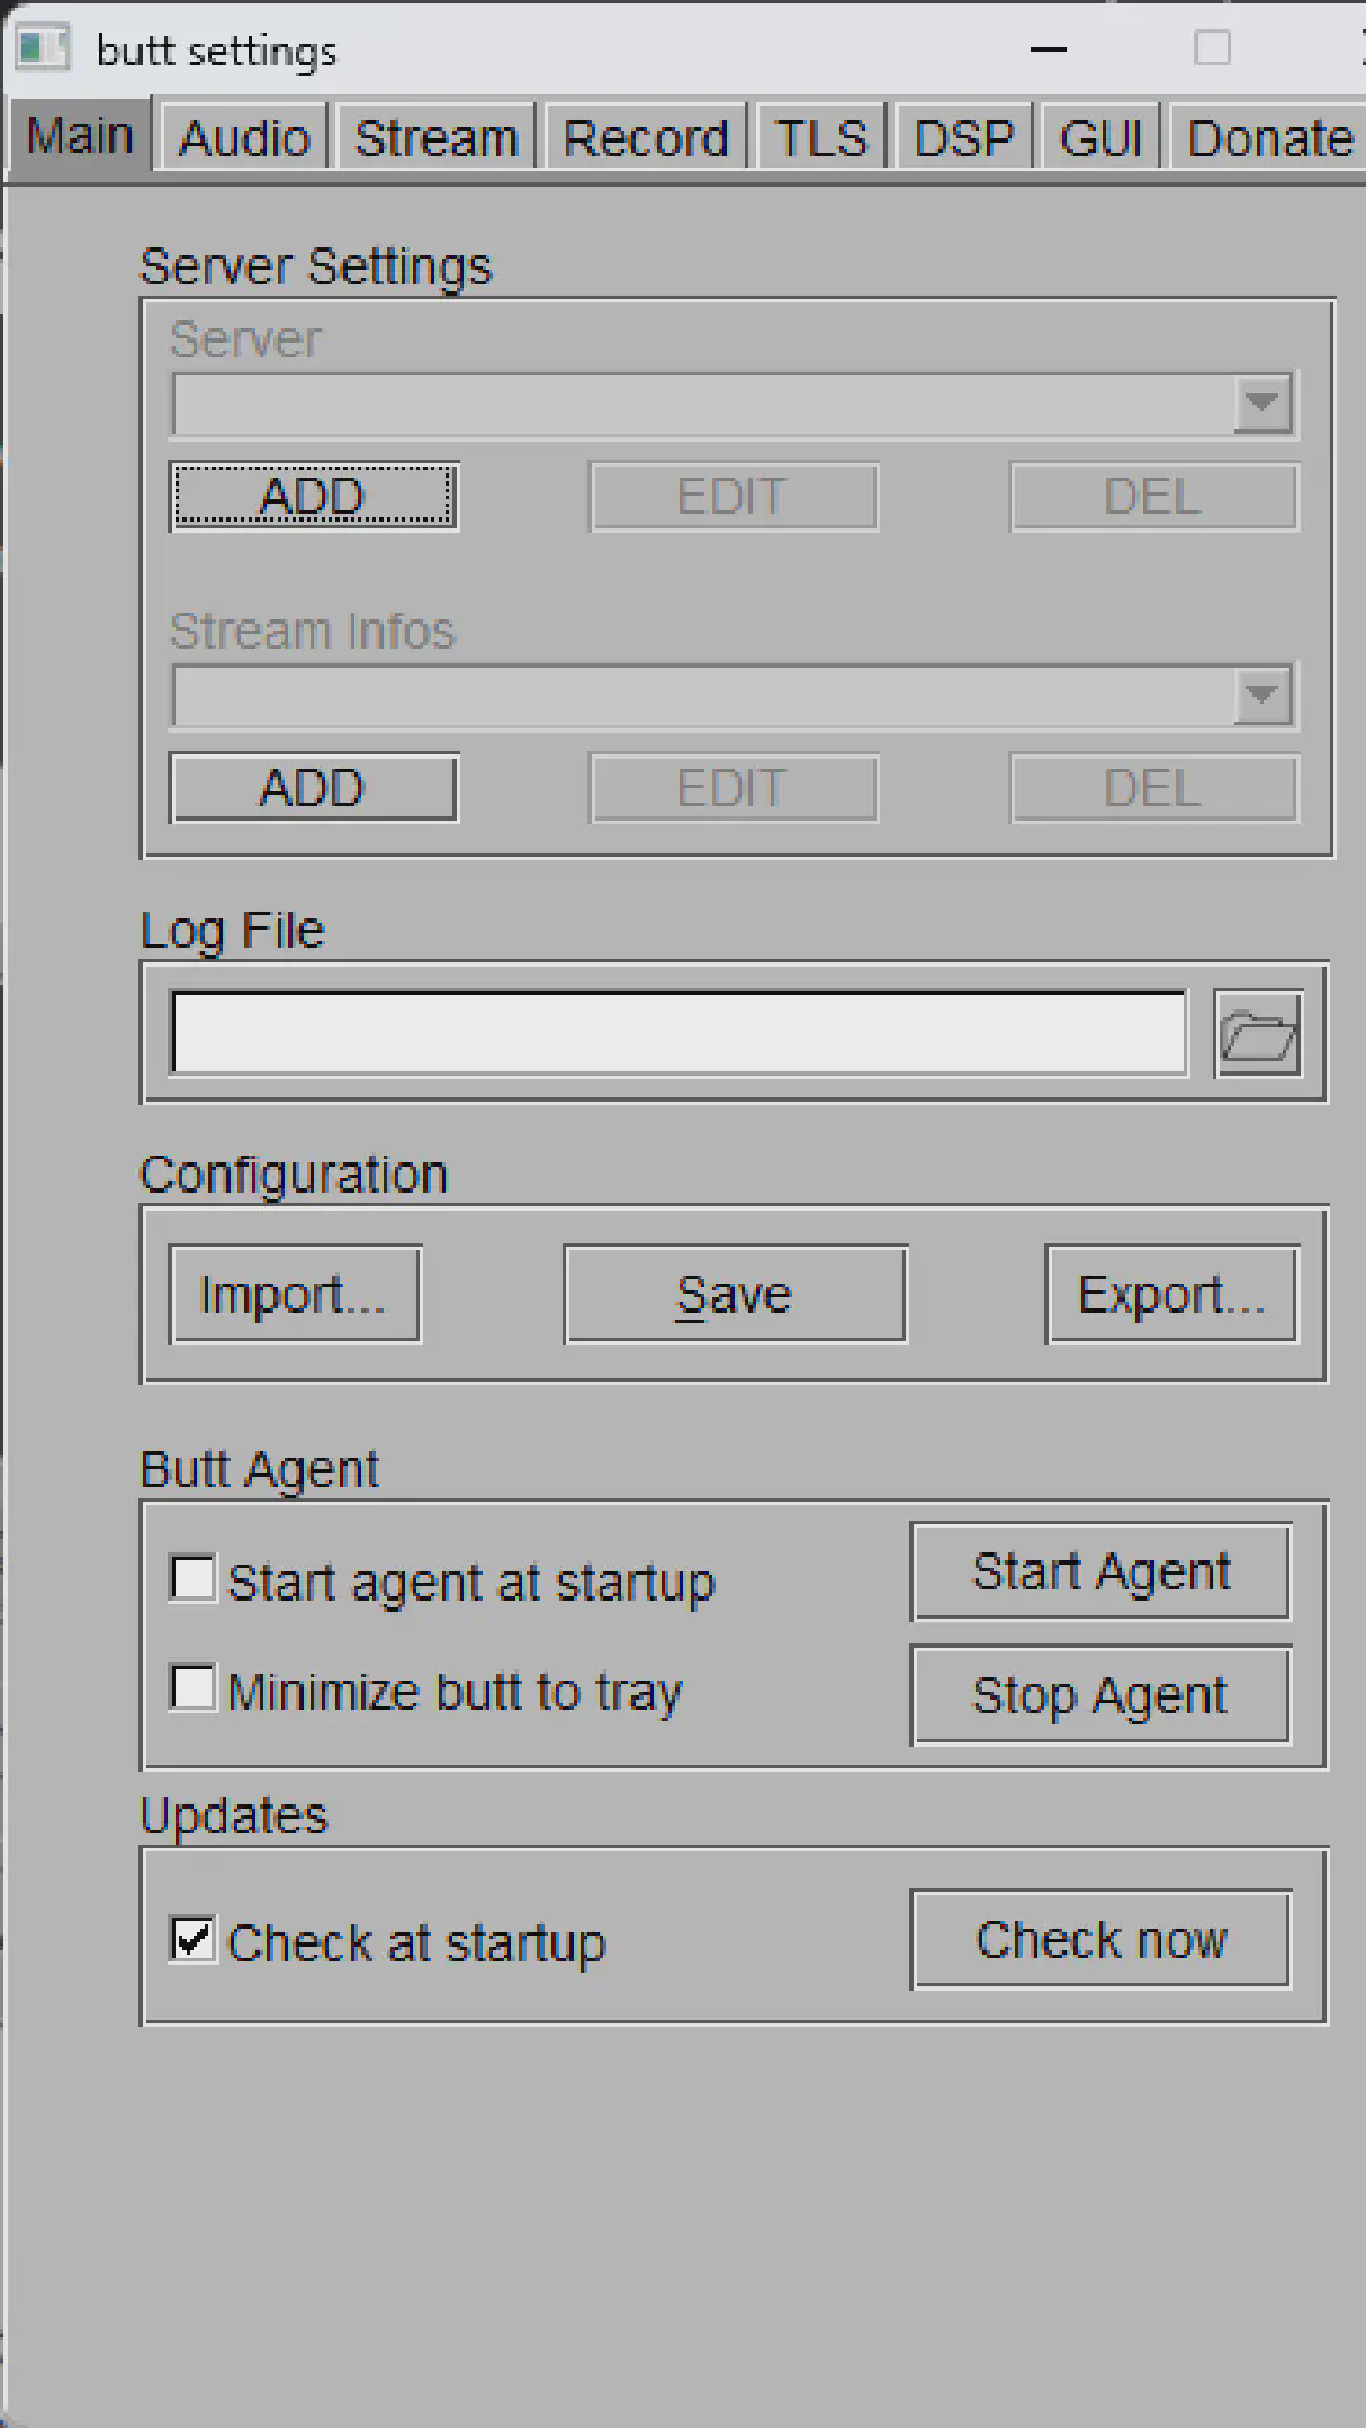 butt settings
Main Audio Stream Record TLS DSP GUI Donate
Server Settings
Server
ADD EDIT DEL
Stream Infos
ADD EDIT DEL
Log File
Configuration
Import... Save Export...
Butt Agent
Start agent at startup Start Agent
Minimize butt to tray Stop Agent
Updates
Check at startup Check now